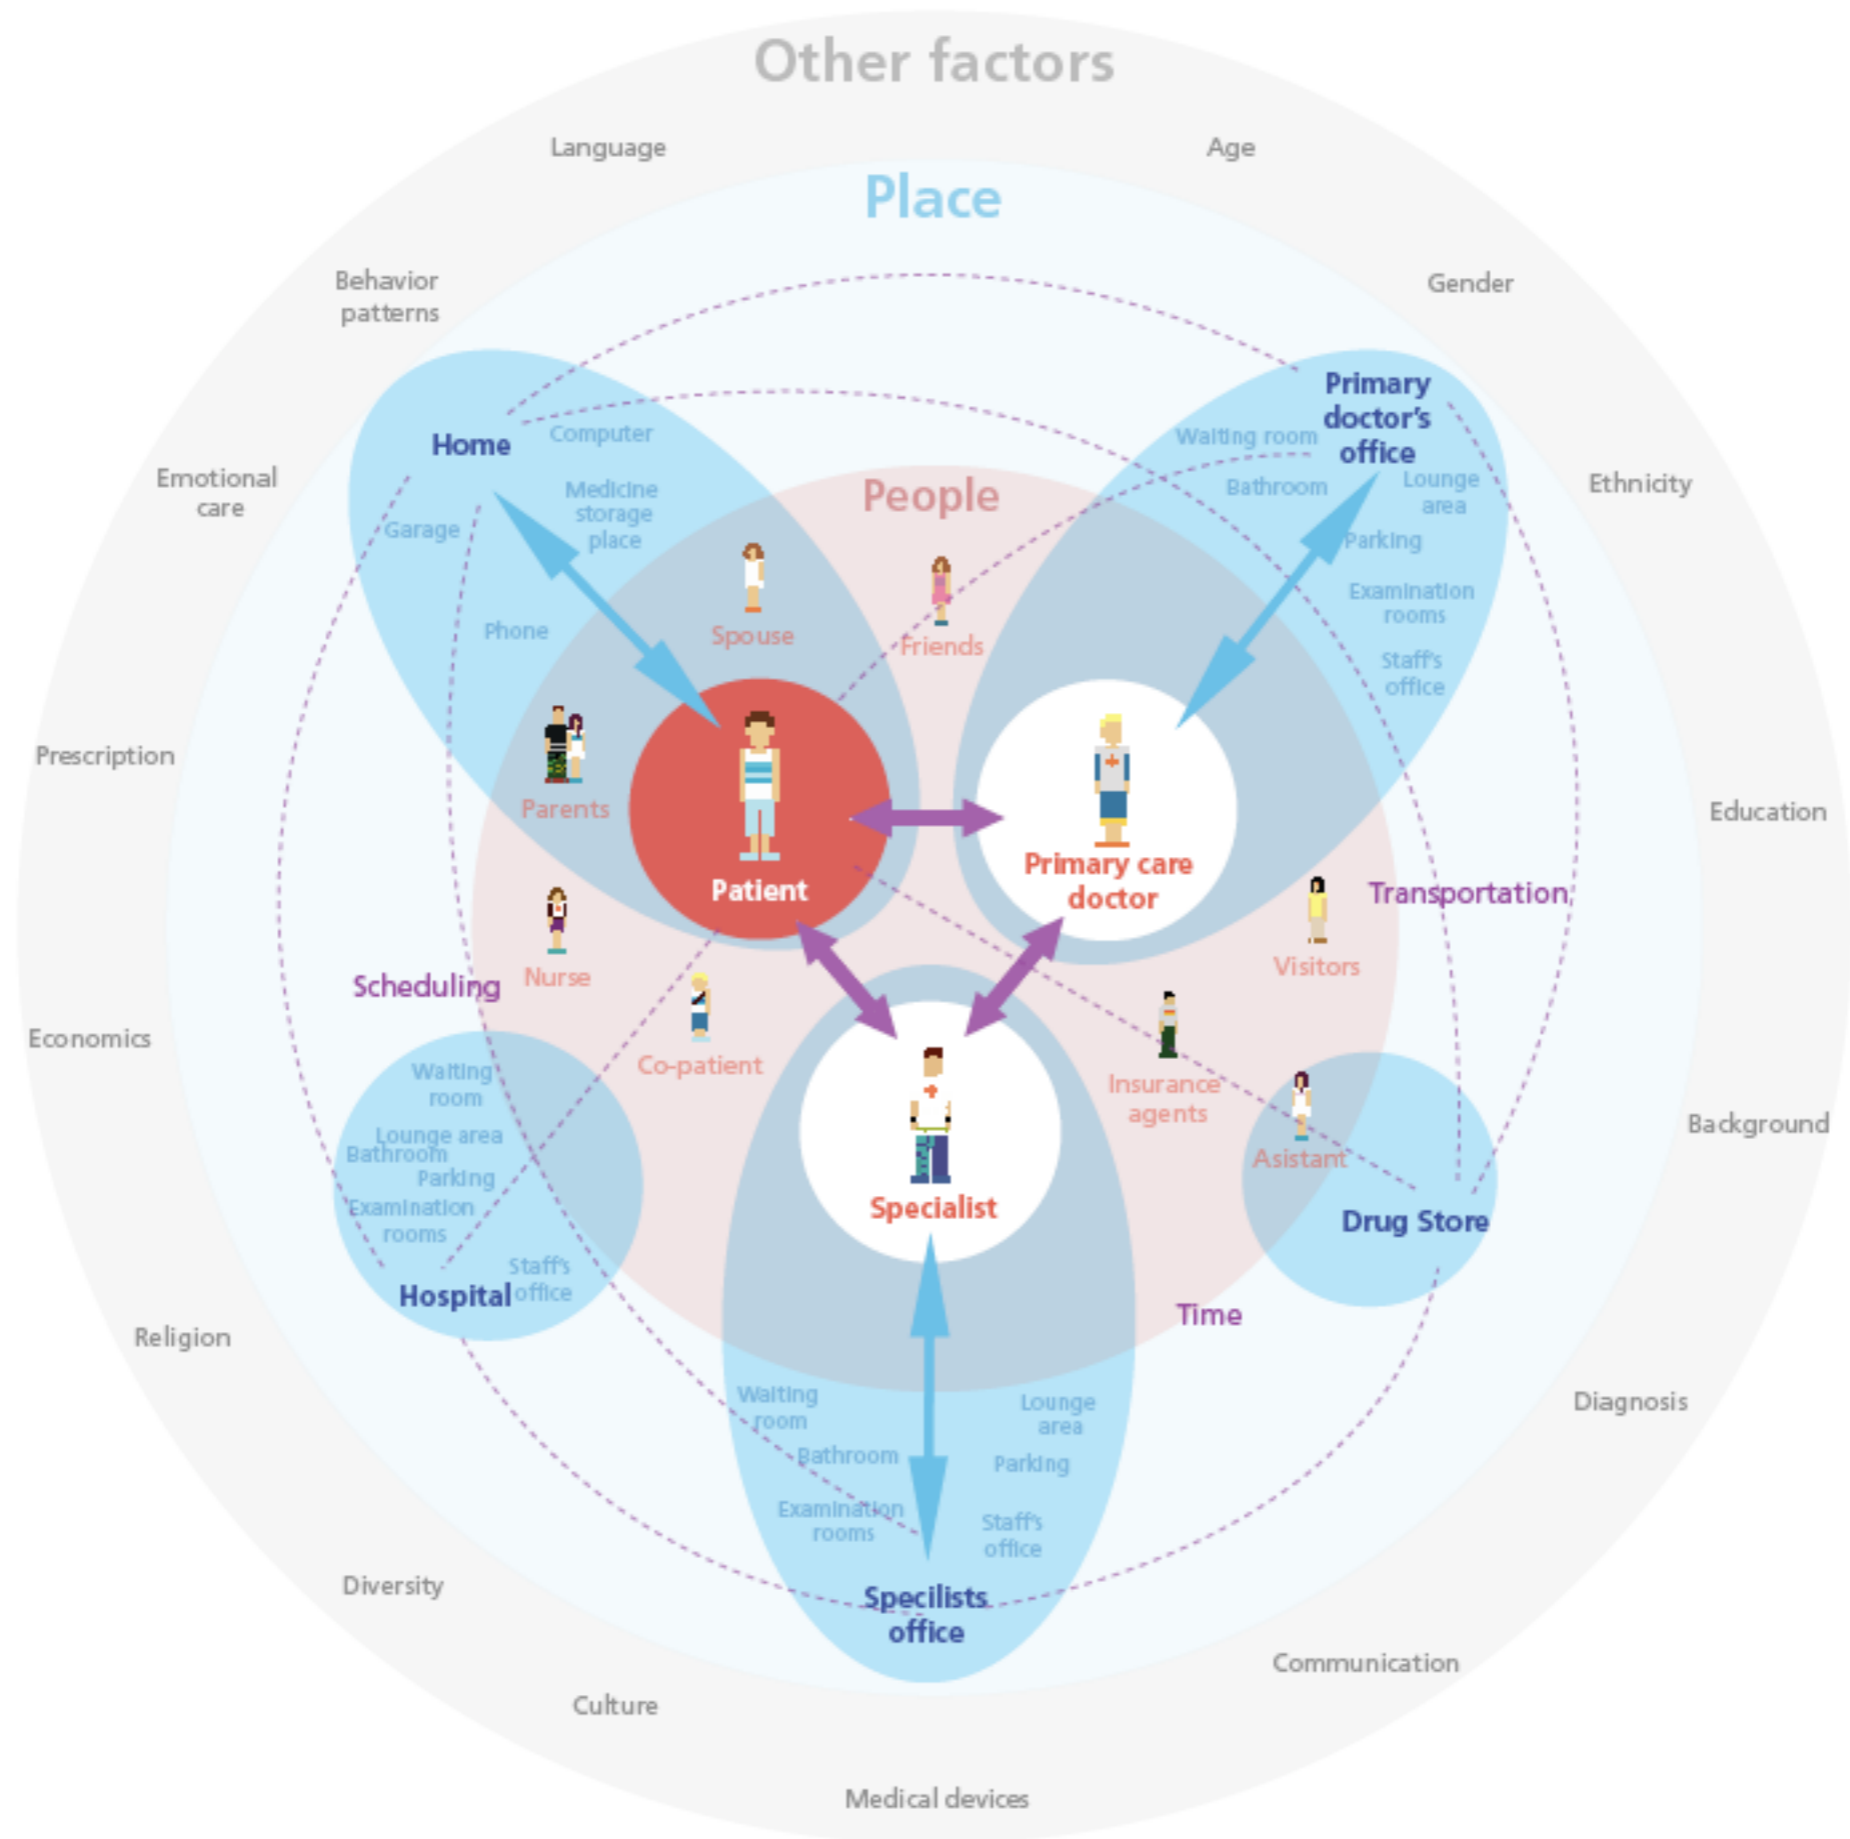 Other factors
Language
Age
Place
Behavior
patterns
Gender
Primary
doctor's
office
Home
Computer
Waiting room
Emotional
care
Medicine
storage
place
Garage
People
Bathroom
Lounge
area
Ethnicity
Parking
Examination
rooms
Staff's
office
Phone
Spouse
Friends
Prescription
Parents
Patient
Primary care
doctor
Education
Transportation
Scheduling
Nurse
Visitors
Economics
Co-patient
Waiting
room
Lounge area
Bathroom
Parking
Examination
rooms
Staff's
office
Hospital
Insurance
agents
Asistant
Background
Specialist
Drug Store
Time
Religion
Waiting
room
Lounge
area
Bathroom
Parking
Examination
rooms
Staff's
office
Diagnosis
Specilists
office
Diversity
Communication
Culture
Medical devices